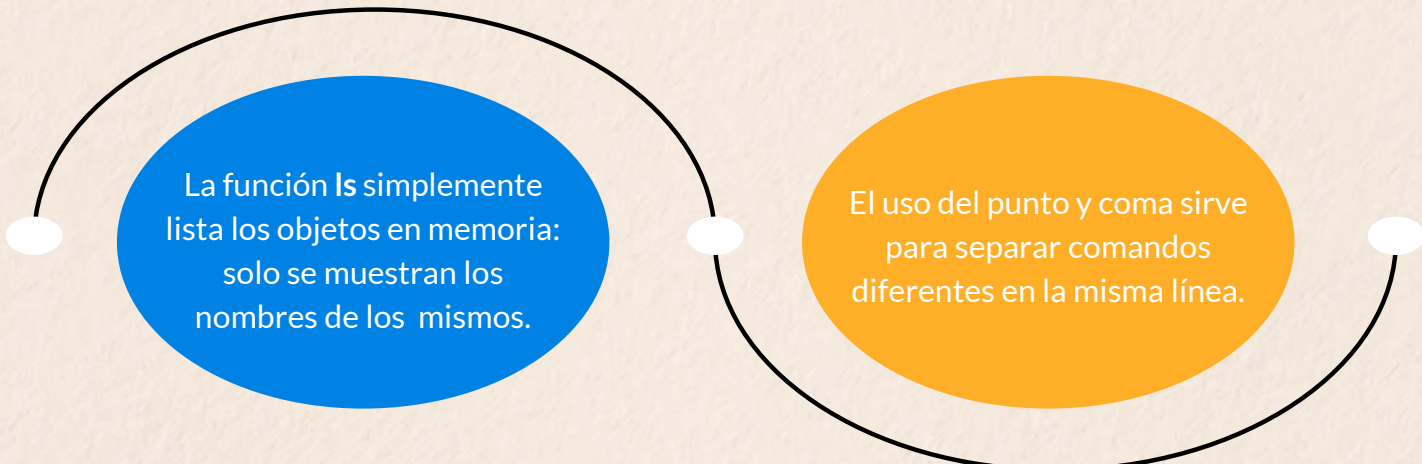 La función ls simplemente
lista los objetos en memoria:
solo se muestran los
nombres de los  mismos.
El uso del punto y coma sirve
para separar comandos
diferentes en la misma línea.